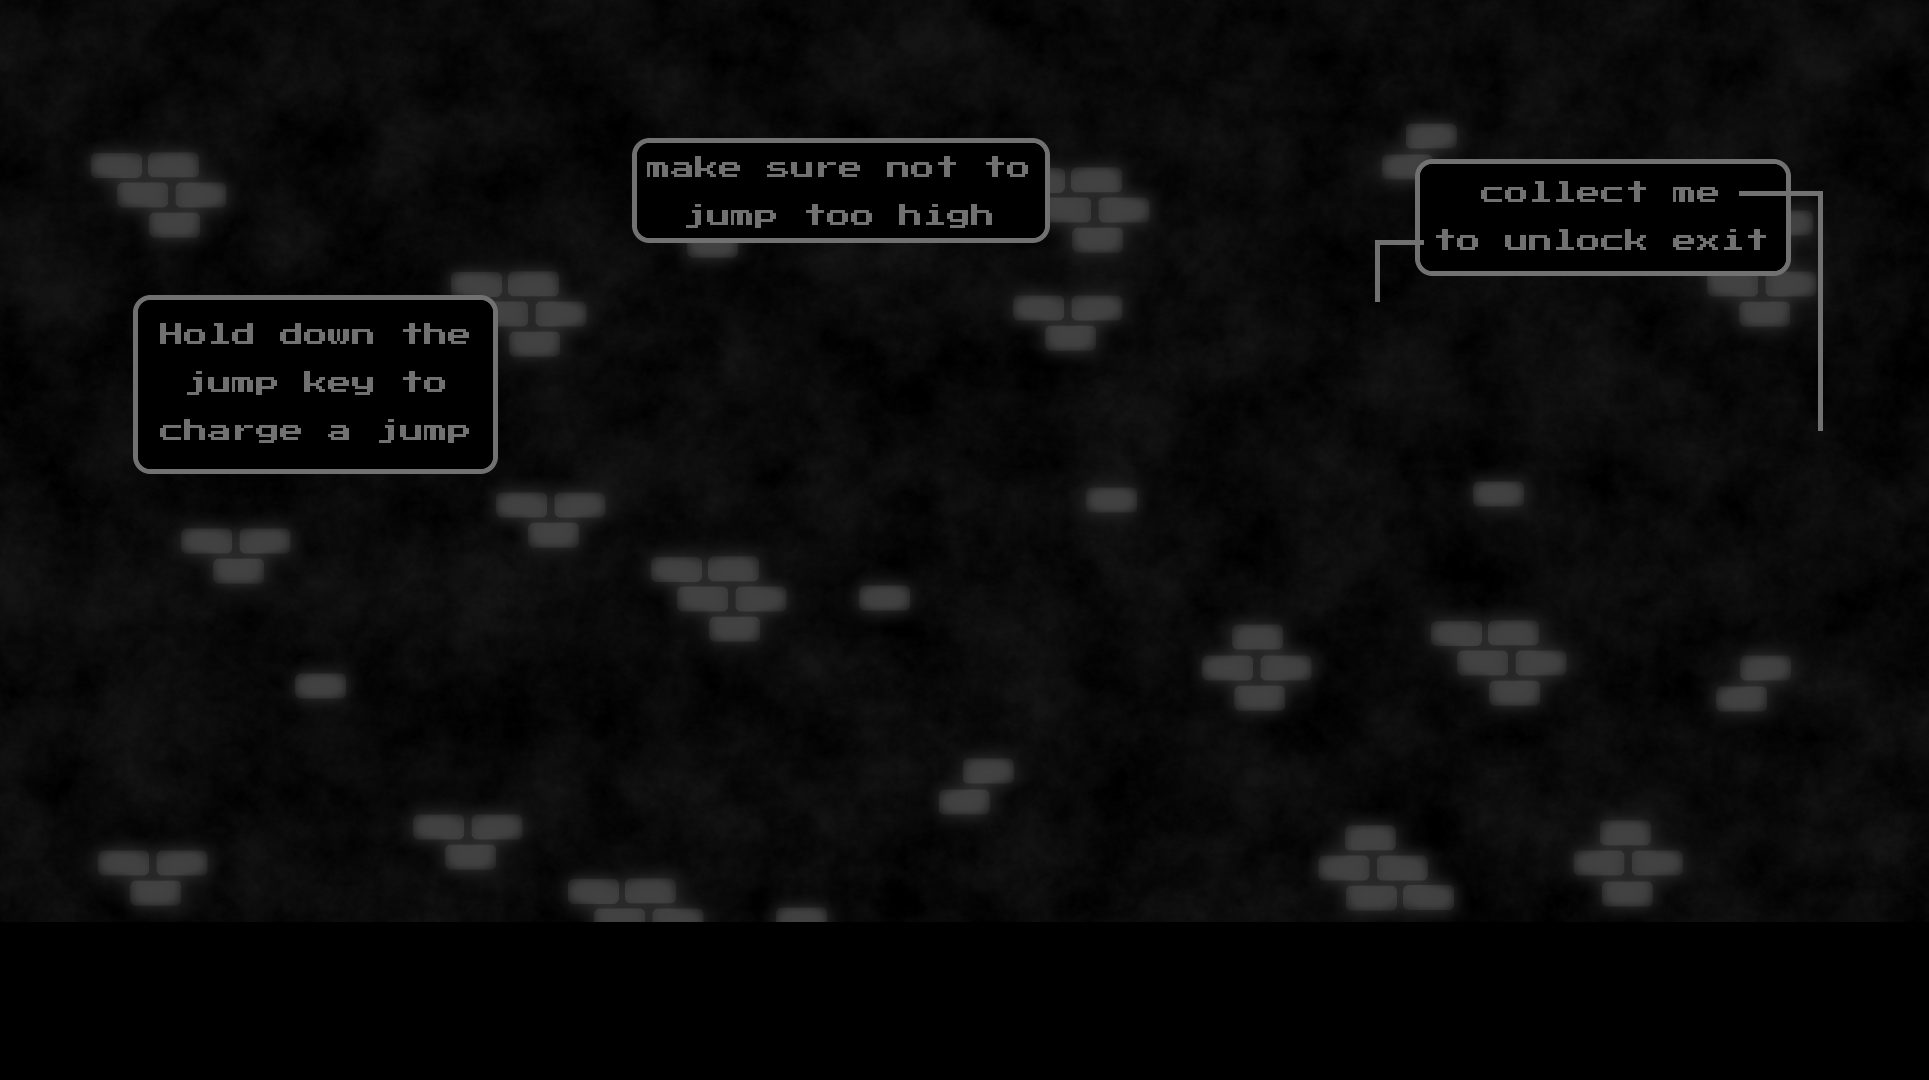 Hold down the
jump key to
charge a jump
make sure not to
jump too high
collect me
to unlock exit